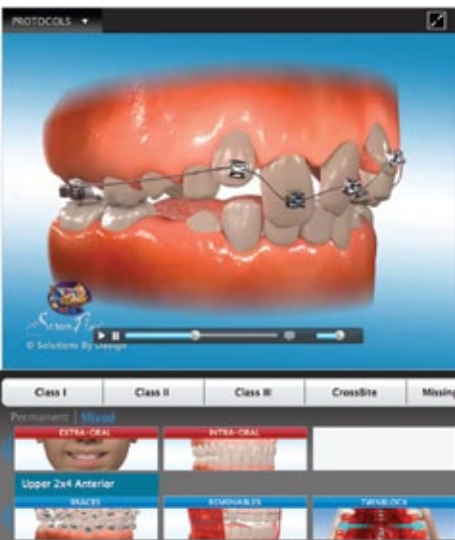 PROTOCOLS
© Solutions By Design
Class I
Class II
Class III
CrossBite
Missing
Permanent | Mixed
EXTRA-ORAL
INTRA-ORAL
Upper 2x4 Anterior
BRACES
REMOVABLES
TWINBLOCK